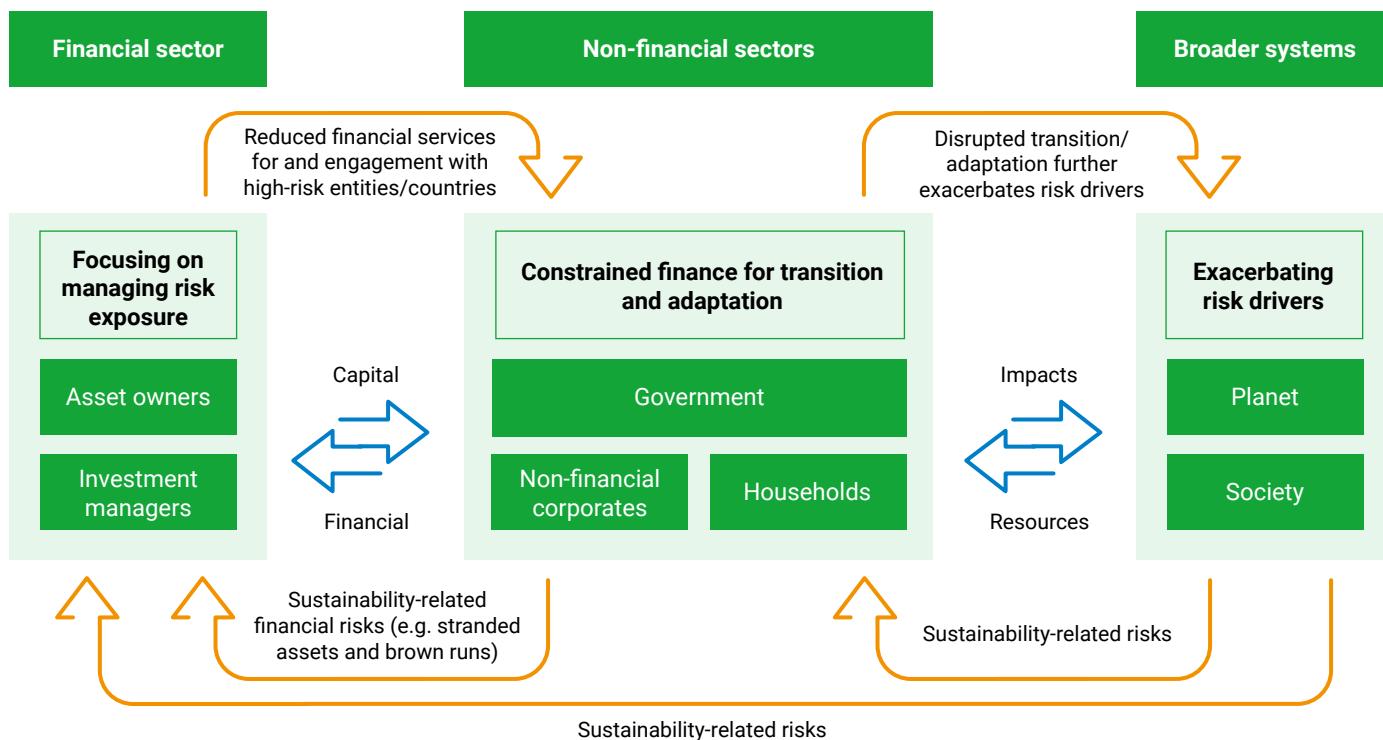 Financial sector
Non-financial sectors
Broader systems
Reduced financial services
for and engagement with
high-risk entities/countries
Disrupted transition/
adaptation further
exacerbates risk drivers
Focusing on
managing risk
exposure
Constrained finance for transition
and adaptation
Exacerbating
risk drivers
Asset owners
Capital
Government
Impacts
Planet
Investment
managers
Financial
Non-financial
corporates
Households
Resources
Society
Sustainability-related
financial risks (e.g. stranded
assets and brown runs)
Sustainability-related risks
Sustainability-related risks